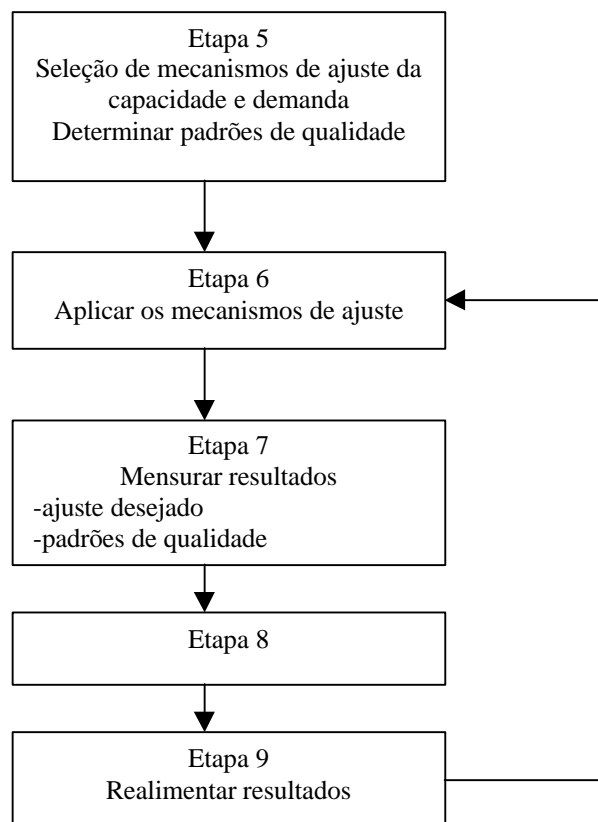 Etapa 5
Seleção de mecanismos de ajuste da
capacidade e demanda
Determinar padrões de qualidade
Etapa 6
Aplicar os mecanismos de ajuste
Etapa 7
Mensurar resultados
-ajuste desejado
-padrões de qualidade
Etapa 8
Etapa 9
Realimentar resultados